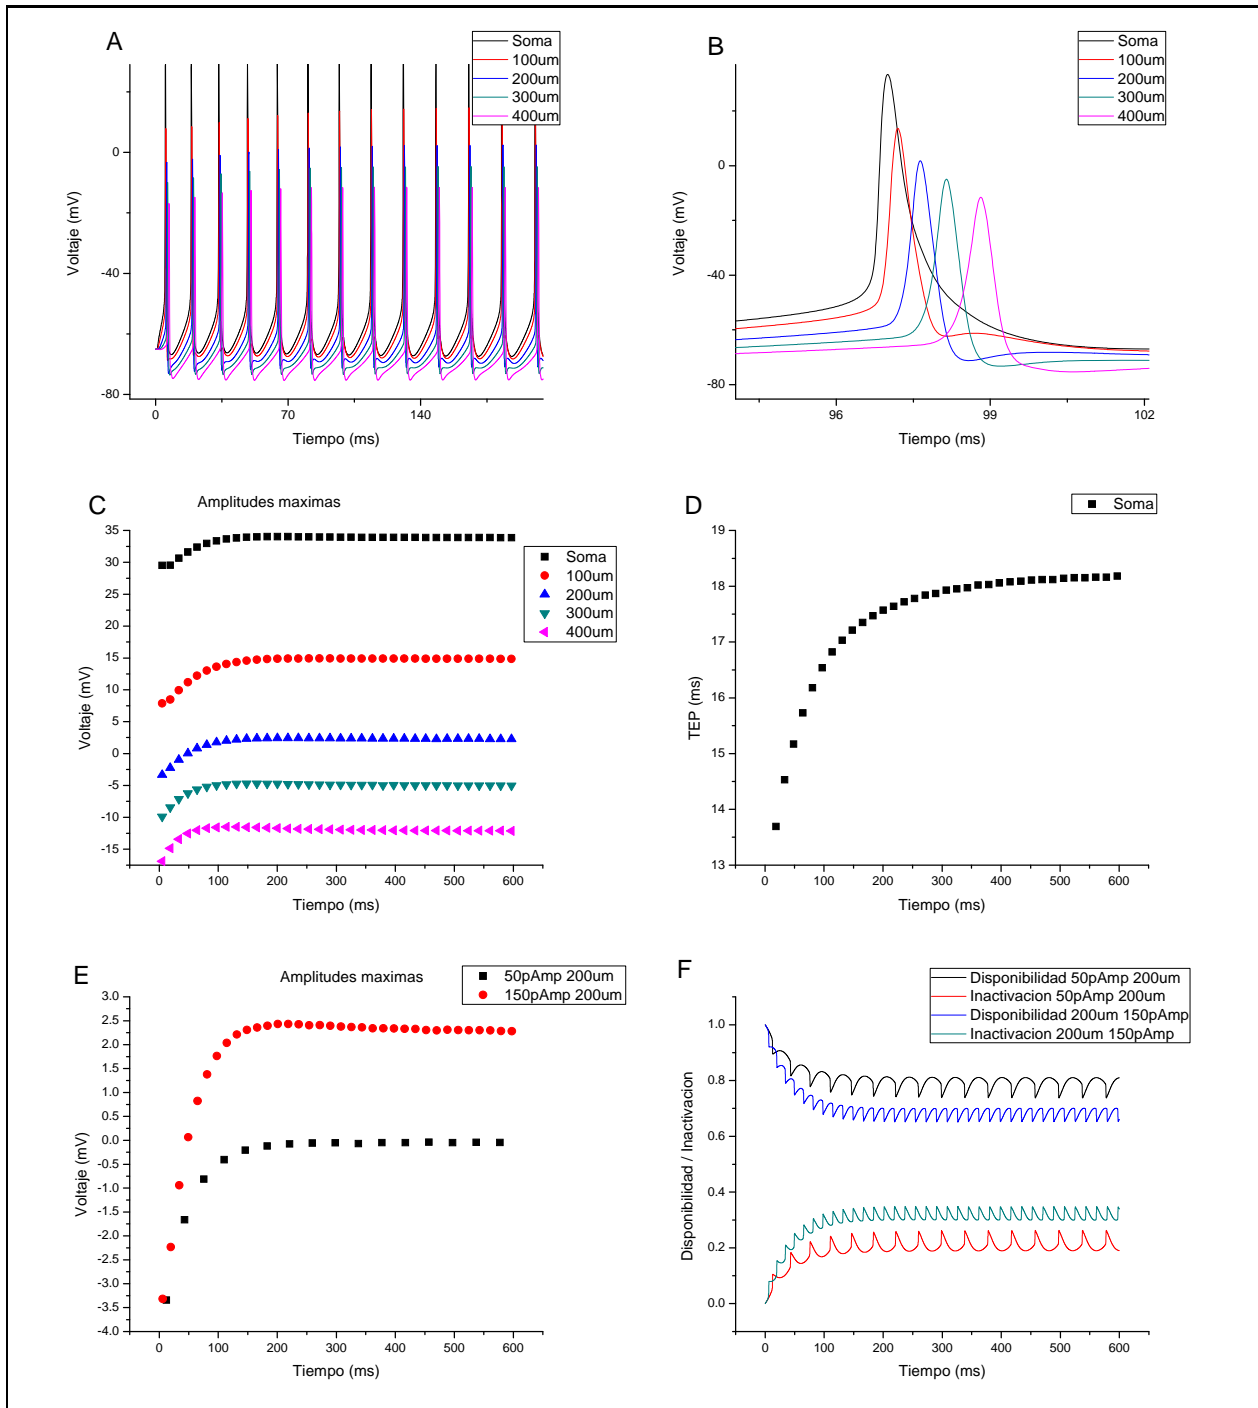 A
Soma
100um
200um
300um
400um
0
-40
-80
Voltaje (mV)
0
70
140
Tiempo (ms)
B
Soma
100um
200um
300um
400um
0
-40
-80
Voltaje (mV)
96
99
102
Tiempo (ms)
C
Amplitudes maximas
35
30
25
20
15
10
5
0
-5
-10
-15
Voltaje (mV)
Soma
100um
200um
300um
400um
0
100
200
300
400
500
600
Tiempo (ms)
D
Soma
19
18
17
16
15
14
13
TEP (ms)
0
100
200
300
400
500
600
Tiempo (ms)
E
Amplitudes maximas
50pAmp 200um
150pAmp 200um
3.0
2.5
2.0
1.5
1.0
0.5
0.0
-0.5
-1.0
-1.5
-2.0
-2.5
-3.0
-3.5
-4.0
Voltaje (mV)
0
100
200
300
400
500
600
Tiempo (ms)
F
Disponibilidad 50pAmp 200um
Inactivacion 50pAmp 200um
Disponibilidad 200um 150pAmp
Inactivacion 200um 150pAmp
1.0
0.8
0.6
0.4
0.2
0.0
Disponibilidad / Inactivacion
0
100
200
300
400
500
600
Tiempo (ms)